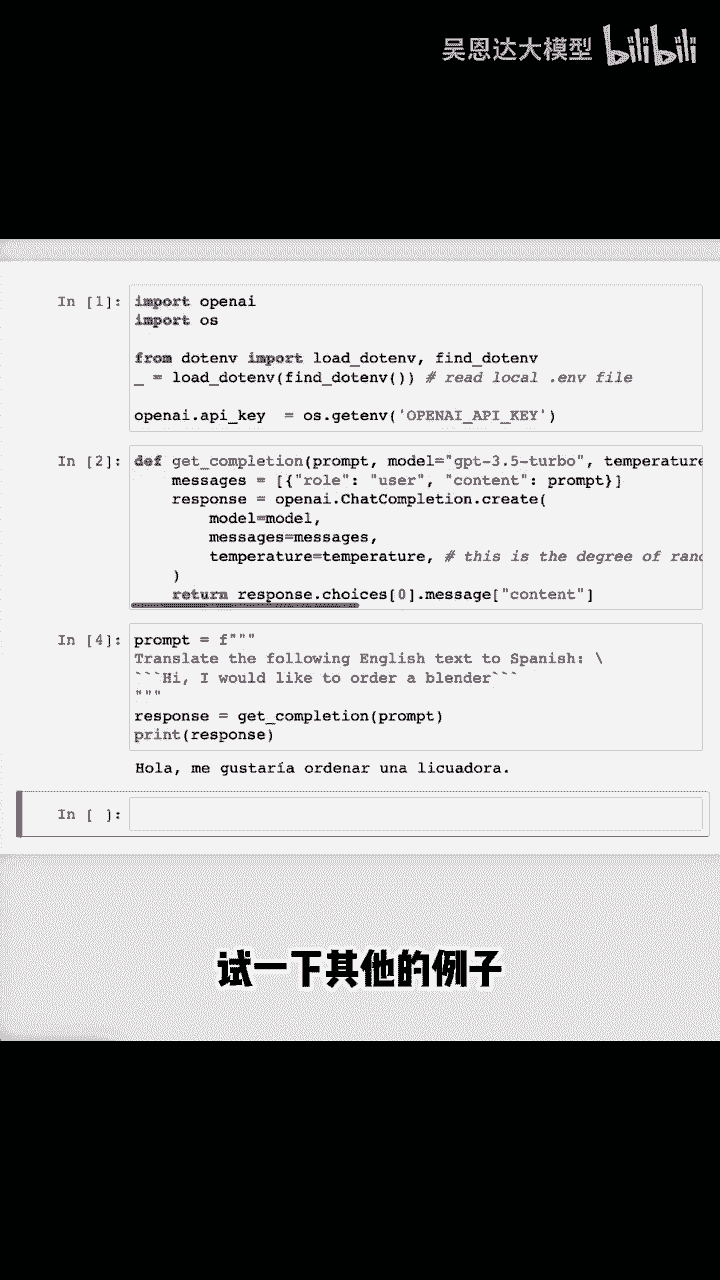 吴恩达大模型 bilibili
In [1]: import openai
import os
from dotenv import load_dotenv, find_dotenv
_ = load_dotenv(find_dotenv()) # read local .env file
openai.api_key  = os.getenv('OPENAI_API_KEY')
In [2]: def get_completion(prompt, model="gpt-3.5-turbo", temperature
    messages = [{"role": "user", "content": prompt}]
    response = openai.ChatCompletion.create(
        model=model,
        messages=messages,
        temperature=temperature, # this is the degree of ran
    )
    return response.choices[0].message["content"]
In [4]: prompt = f"""
Translate the following English text to Spanish: \
```Hi, I would like to order a blender```
"""
response = get_completion(prompt)
print(response)
Hola, me gustaría ordenar una licuadora.
In [ ]:
试一下其他的例子